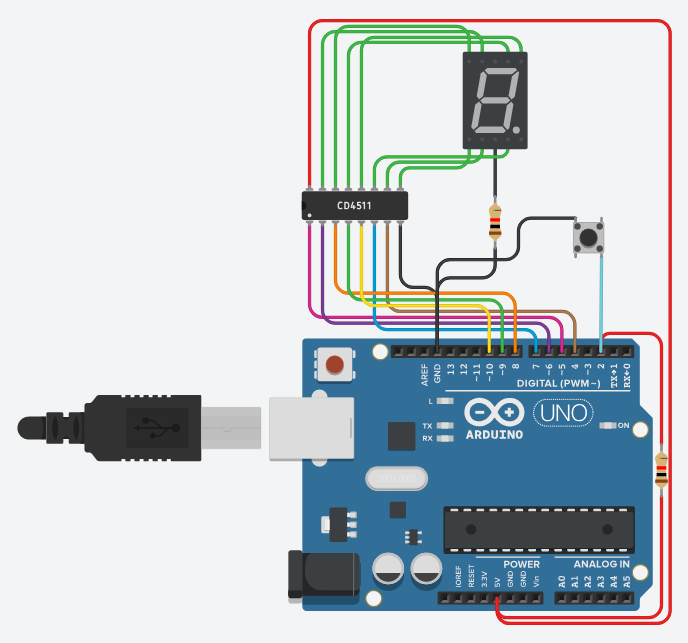 CD4511
AREF
GND
13
12
~11
~10
~9
8
7
~6
~5
~4
~3
2
TX→1
RX←0
DIGITAL (PWM~)
L
TX
RX
UNO
ON
ARDUINO
POWER
ANALOG IN
IOREF
RESET
3.3V
5V
GND
GND
Vin
A0
A1
A2
A3
A4
A5